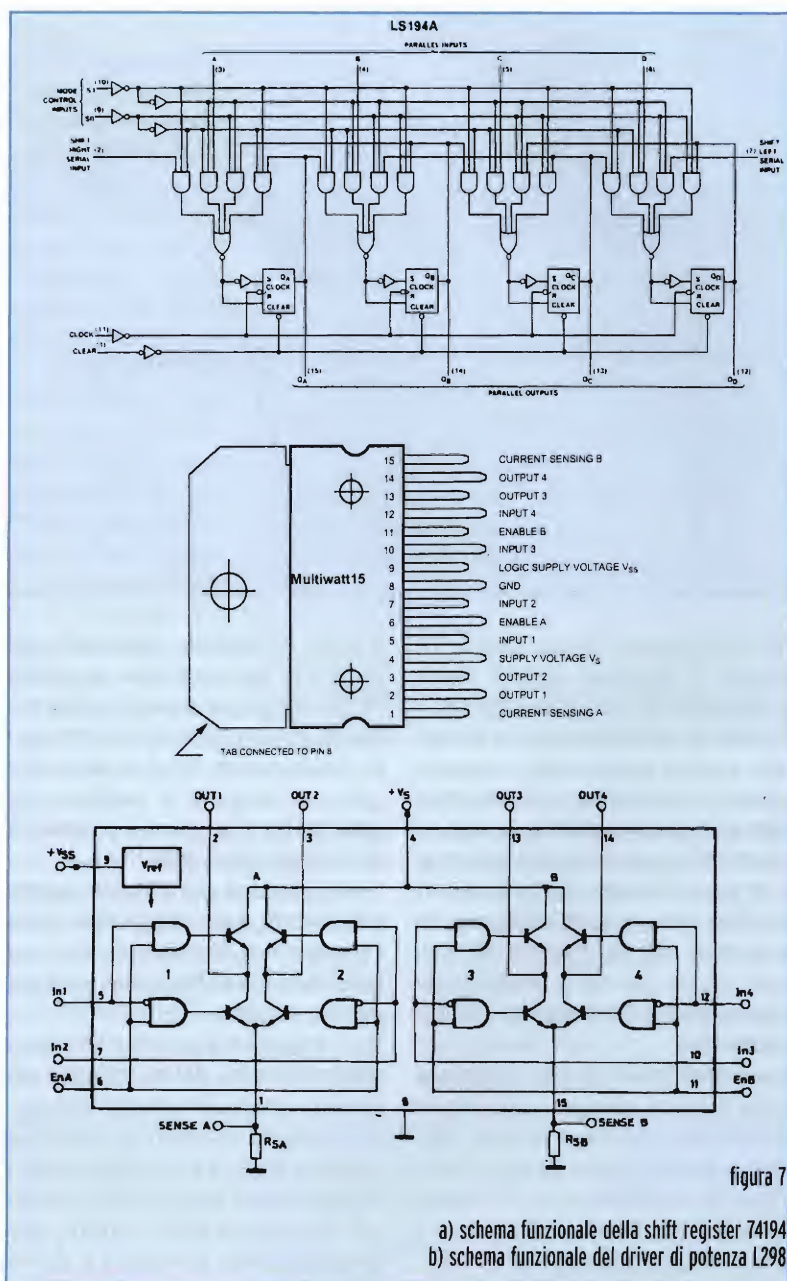 LS194A
PARALLEL INPUTS
A B C D
(3) (4) (5) (6)
MODE CONTROL INPUTS
S1 (10)
S0 (9)
SHIFT RIGHT (2) SERIAL INPUT
(7) SHIFT LEFT SERIAL INPUT
S QA S QB S QC S QD
CLOCK CLOCK CLOCK CLOCK
R R R R
CLEAR CLEAR CLEAR CLEAR
CLOCK (11)
CLEAR (1)
(15) (14) (13) (12)
QA QB QC QD
PARALLEL OUTPUTS
Multiwatt15
15 CURRENT SENSING B
14 OUTPUT 4
13 OUTPUT 3
12 INPUT 4
11 ENABLE B
10 INPUT 3
9 LOGIC SUPPLY VOLTAGE VSS
8 GND
7 INPUT 2
6 ENABLE A
5 INPUT 1
4 SUPPLY VOLTAGE VS
3 OUTPUT 2
2 OUTPUT 1
1 CURRENT SENSING A
TAB CONNECTED TO PIN 8
OUT1 OUT2 +VS OUT3 OUT4
2 3 4 13 14
+VSS 9 Vref
A B
1 2 3 4
In1 5 12 In4
In2 7 10 In3
EnA 6 11 EnB
1 8 15
SENSE A SENSE B
RSA RSB
figura 7
a) schema funzionale della shift register 74194
b) schema funzionale del driver di potenza L298